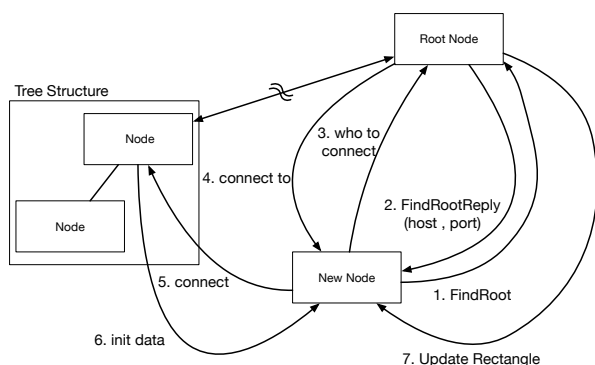 Root Node
Tree Structure
Node
Node
3. who to
connect
4. connect to
2. FindRootReply
(host , port)
New Node
1. FindRoot
5. connect
6. init data
7. Update Rectangle